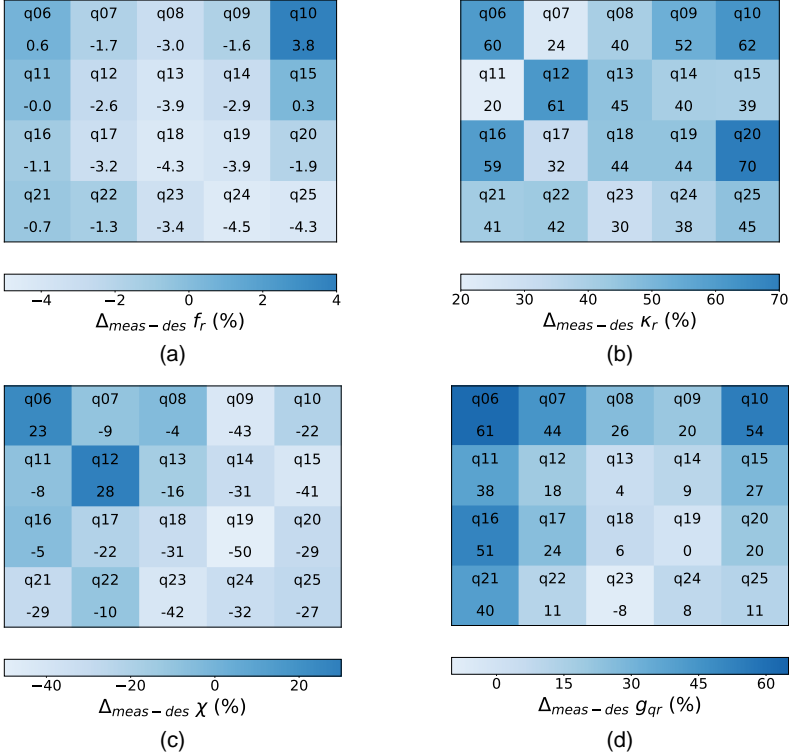 q06 q07 q08 q09 q10
0.6 -1.7 -3.0 -1.6 3.8
q11 q12 q13 q14 q15
-0.0 -2.6 -3.9 -2.9 0.3
q16 q17 q18 q19 q20
-1.1 -3.2 -4.3 -3.9 -1.9
q21 q22 q23 q24 q25
-0.7 -1.3 -3.4 -4.5 -4.3
−4 −2 0 2 4
Δmeas−des fr (%)
(a)
q06 q07 q08 q09 q10
60 24 40 52 62
q11 q12 q13 q14 q15
20 61 45 40 39
q16 q17 q18 q19 q20
59 32 44 44 70
q21 q22 q23 q24 q25
41 42 30 38 45
20 30 40 50 60 70
Δmeas−des κr (%)
(b)
q06 q07 q08 q09 q10
23 -9 -4 -43 -22
q11 q12 q13 q14 q15
-8 28 -16 -31 -41
q16 q17 q18 q19 q20
-5 -22 -31 -50 -29
q21 q22 q23 q24 q25
-29 -10 -42 -32 -27
−40 −20 0 20
Δmeas−des χ (%)
(c)
q06 q07 q08 q09 q10
61 44 26 20 54
q11 q12 q13 q14 q15
38 18 4 9 27
q16 q17 q18 q19 q20
51 24 6 0 20
q21 q22 q23 q24 q25
40 11 -8 8 11
0 15 30 45 60
Δmeas−des gqr (%)
(d)